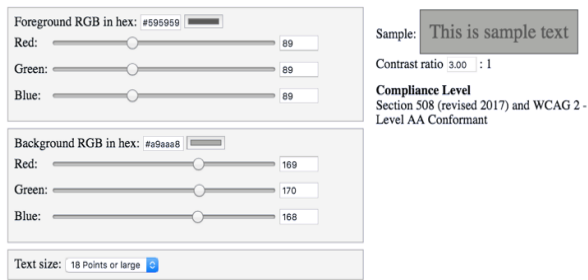 Foreground RGB in hex: #595959
Red: 89
Green: 89
Blue: 89
Background RGB in hex: #a9aaa8
Red: 169
Green: 170
Blue: 168
Text size: 18 Points or large
Sample: This is sample text
Contrast ratio 3.00 : 1
Compliance Level
Section 508 (revised 2017) and WCAG 2 -
Level AA Conformant